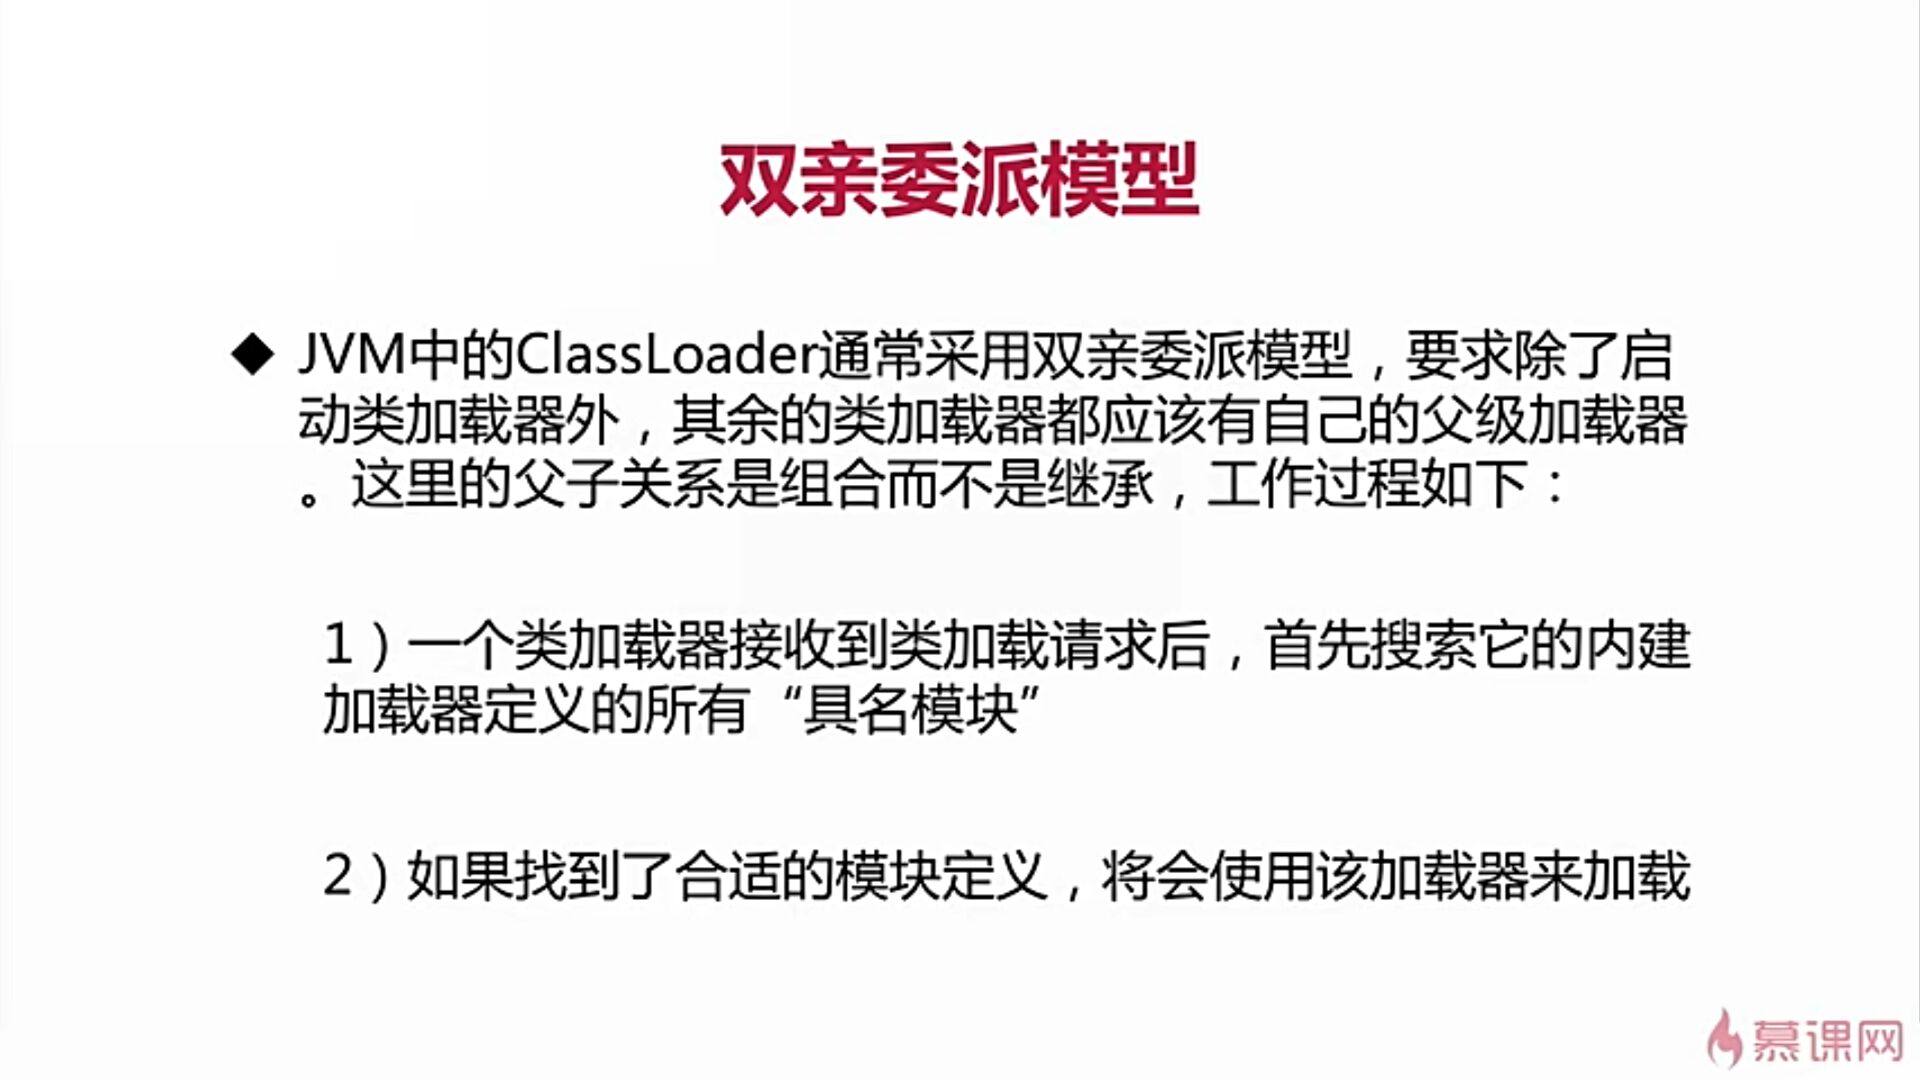 双亲委派模型
◆ JVM中的ClassLoader通常采用双亲委派模型，要求除了启
动类加载器外，其余的类加载器都应该有自己的父级加载器
。这里的父子关系是组合而不是继承，工作过程如下：
1）一个类加载器接收到类加载请求后，首先搜索它的内建
加载器定义的所有“具名模块”
2）如果找到了合适的模块定义，将会使用该加载器来加载
慕课网